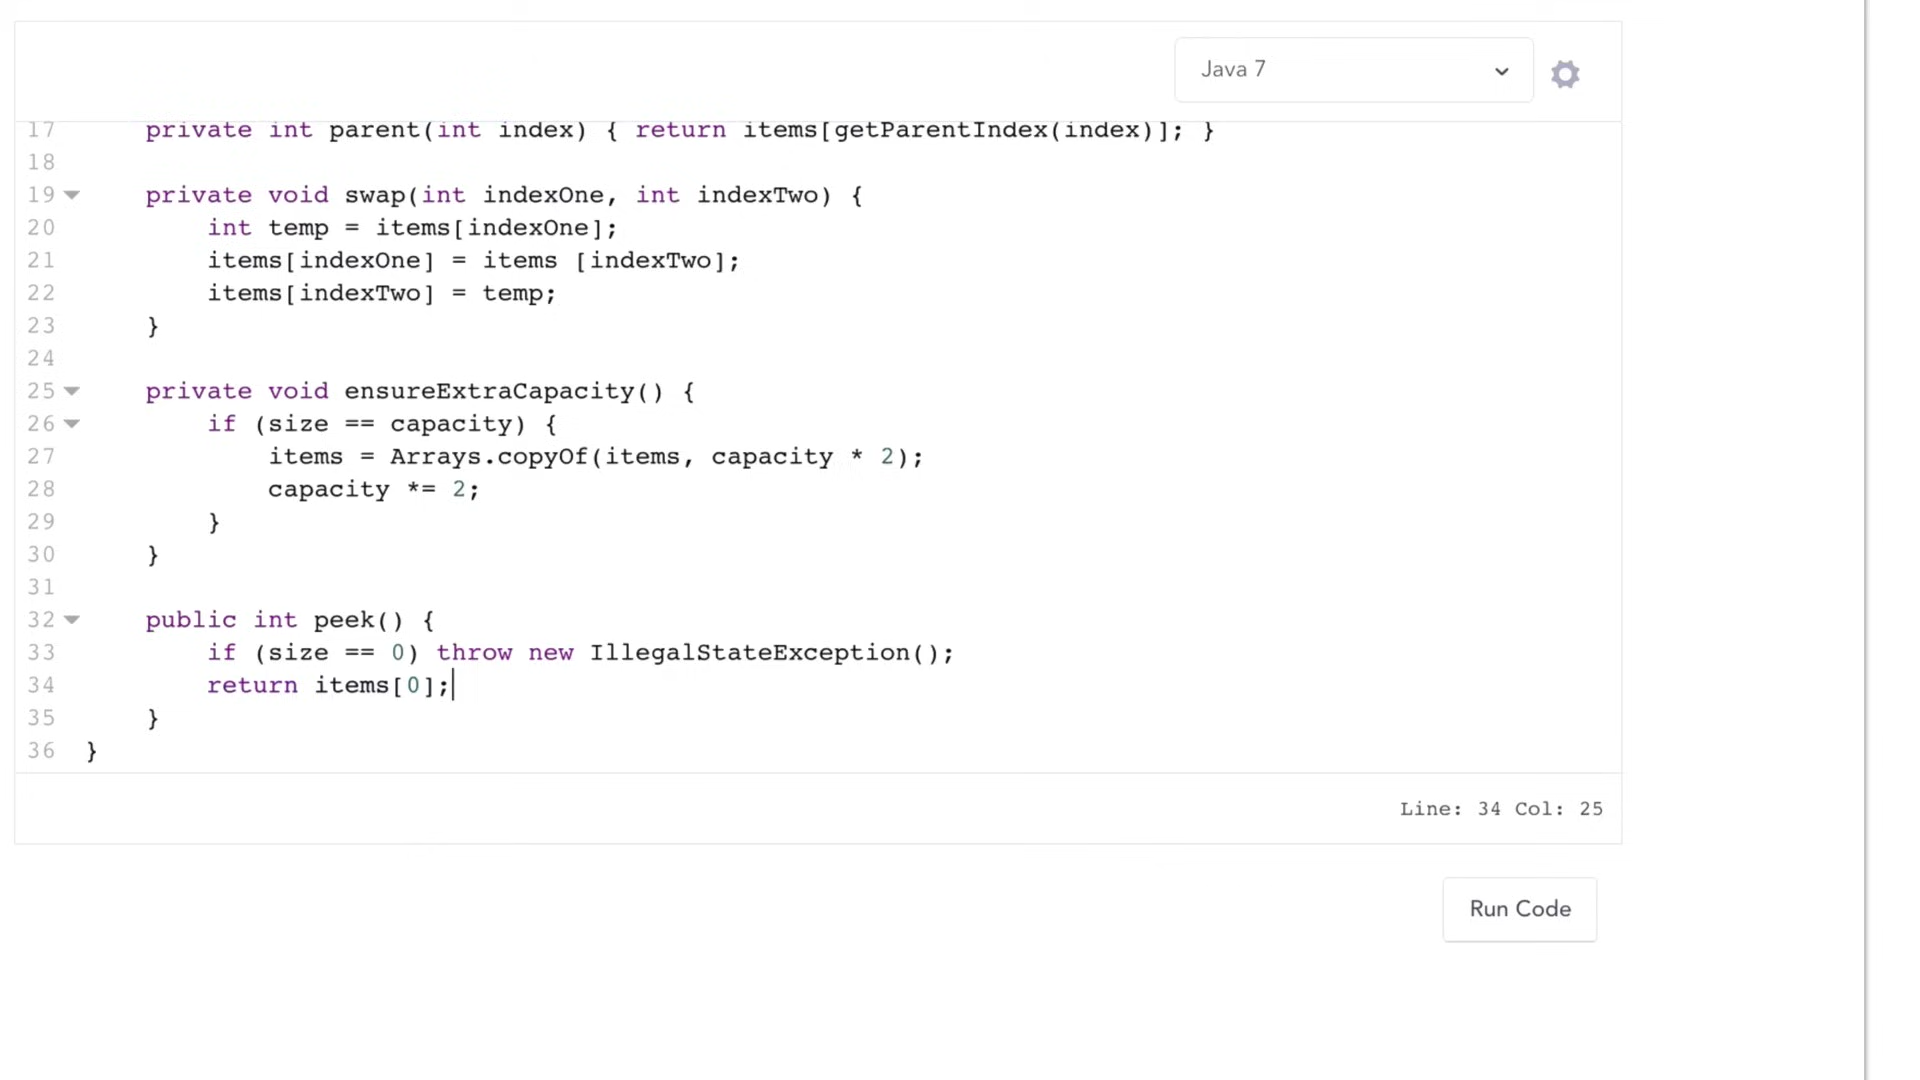 Java 7
17 private int parent(int index) { return items[getParentIndex(index)]; }
18
19 private void swap(int indexOne, int indexTwo) {
20 int temp = items[indexOne];
21 items[indexOne] = items [indexTwo];
22 items[indexTwo] = temp;
23 }
24
25 private void ensureExtraCapacity() {
26 if (size == capacity) {
27 items = Arrays.copyOf(items, capacity * 2);
28 capacity *= 2;
29 }
30 }
31
32 public int peek() {
33 if (size == 0) throw new IllegalStateException();
34 return items[0];
35 }
36 }
Line: 34 Col: 25
Run Code